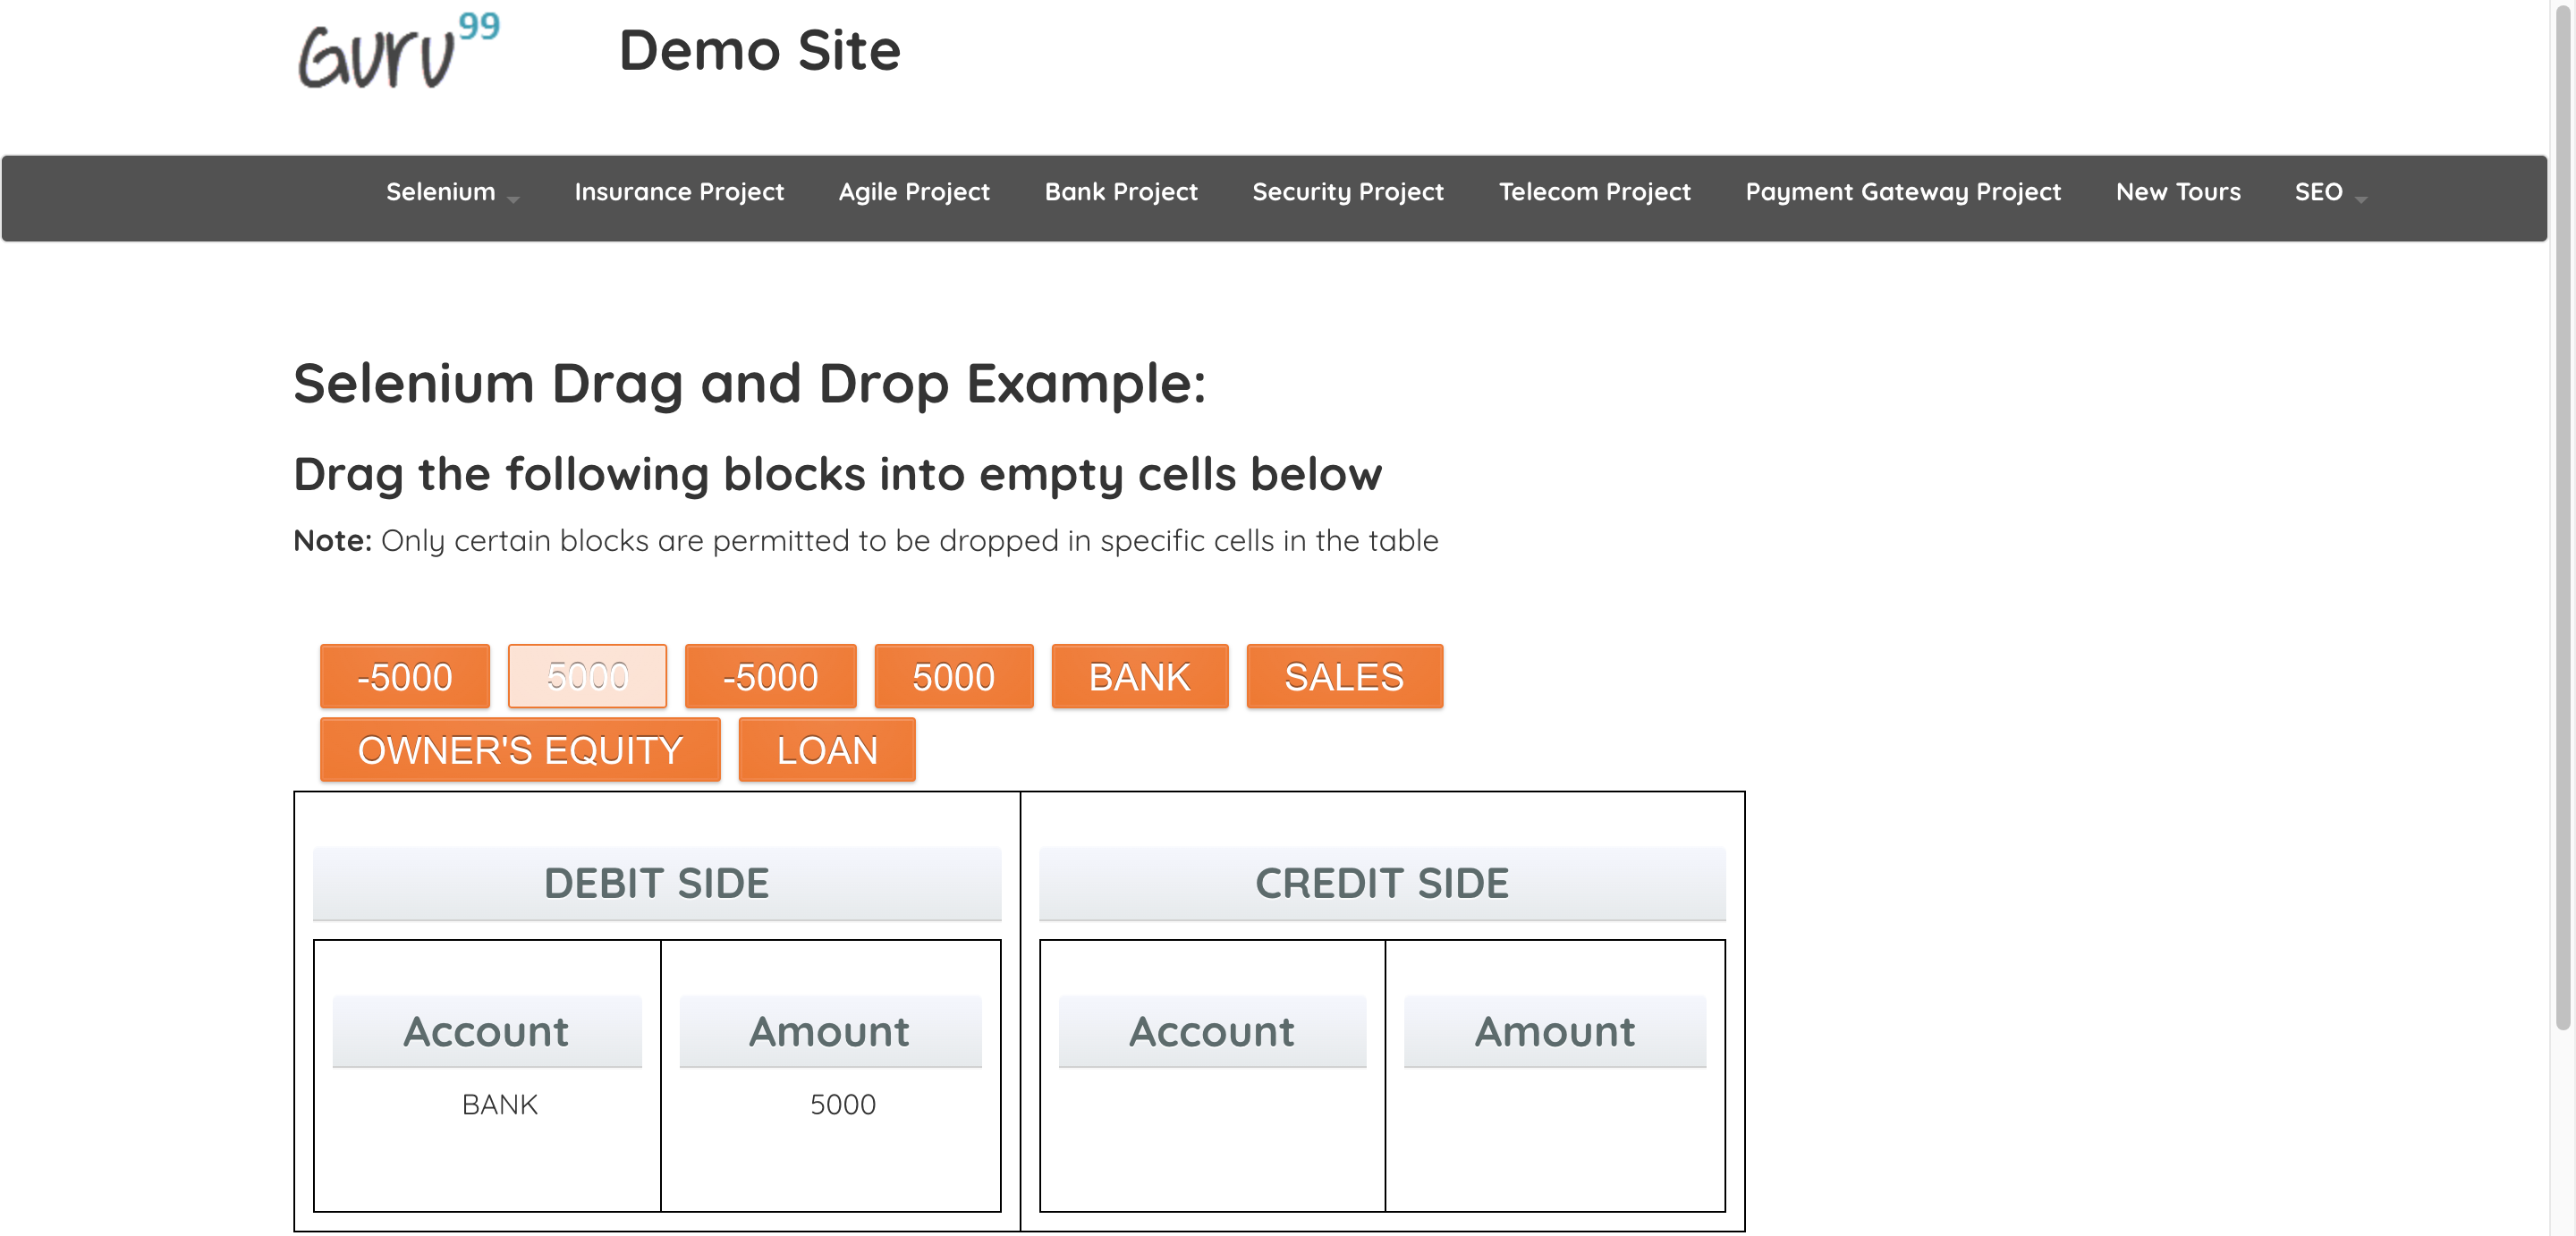 Guru99 Demo Site
Selenium Insurance Project Agile Project Bank Project Security Project Telecom Project Payment Gateway Project New Tours SEO
Selenium Drag and Drop Example:
Drag the following blocks into empty cells below
Note: Only certain blocks are permitted to be dropped in specific cells in the table
-5000 5000 -5000 5000 BANK SALES
OWNER'S EQUITY LOAN
DEBIT SIDE CREDIT SIDE
Account Amount Account Amount
BANK 5000